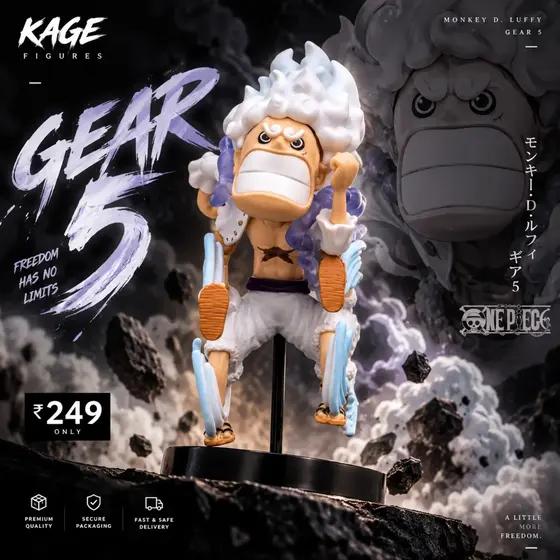 KAGE
FIGURES
MONKEY D. LUFFY
GEAR 5
GEAR
5
FREEDOM
HAS NO
LIMITS
モンキー・D・ルフィ
ギア5
ONE PIECE
₹249
ONLY
PREMIUM
QUALITY
SECURE
PACKAGING
FAST & SAFE
DELIVERY
A LITTLE
MORE
FREEDOM.